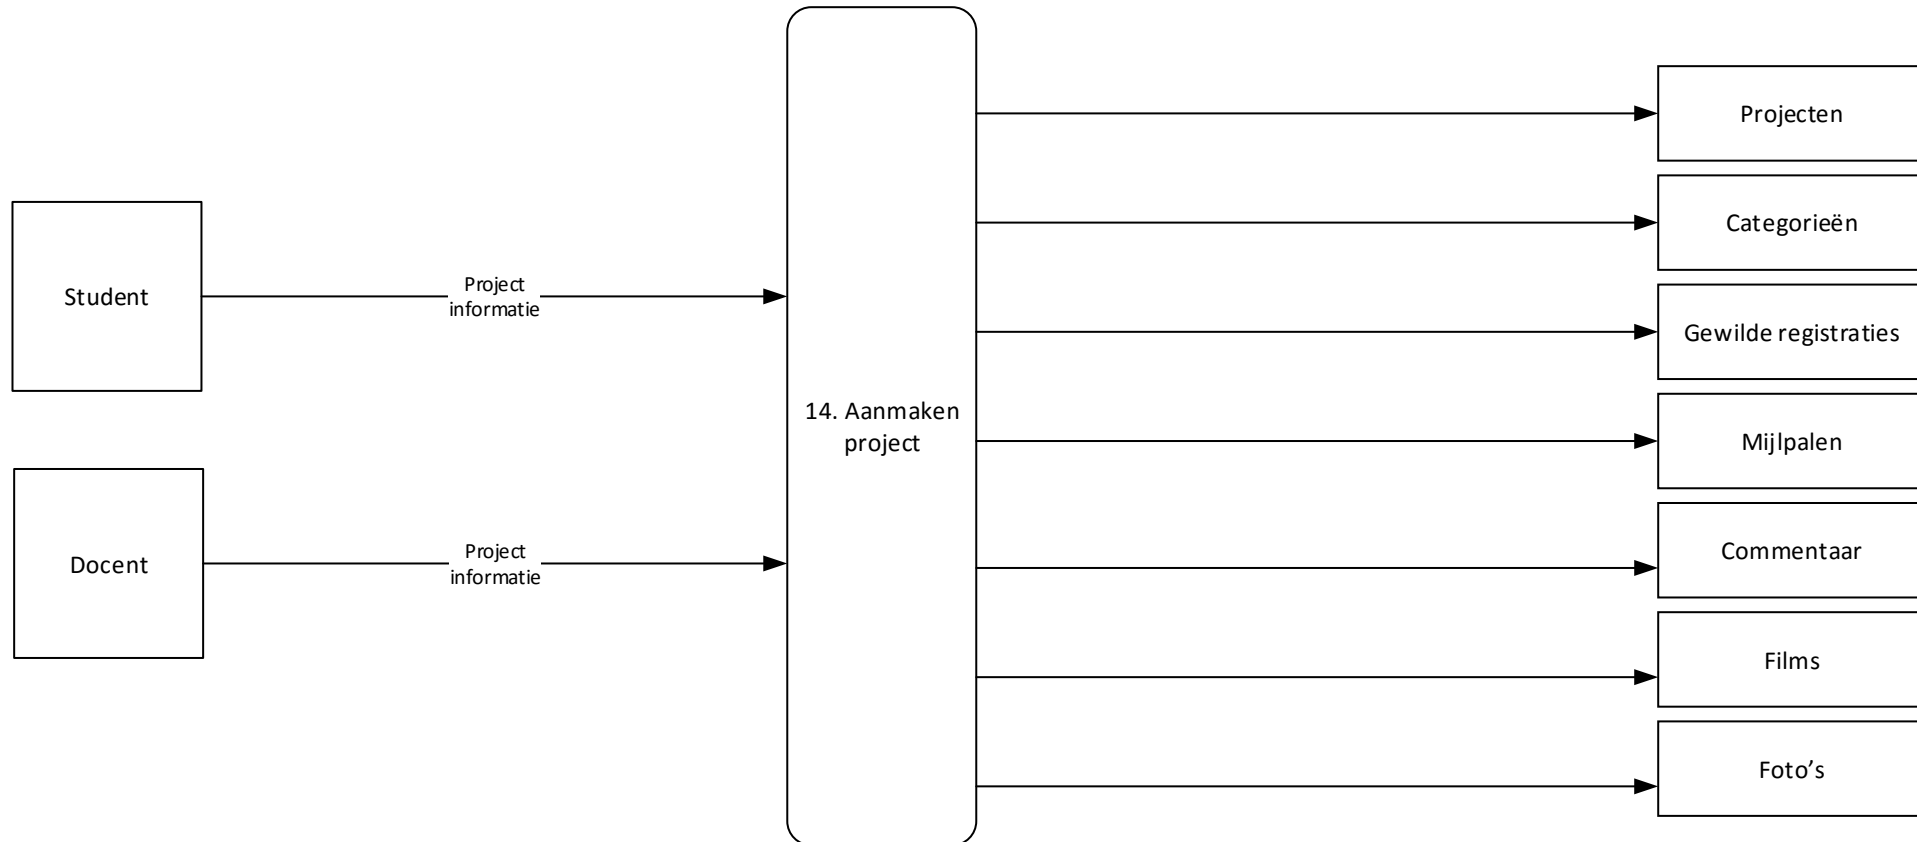 Student
Project
informatie
Docent
Project
informatie
14. Aanmaken
project
Projecten
Categorieën
Gewilde registraties
Mijlpalen
Commentaar
Films
Foto’s